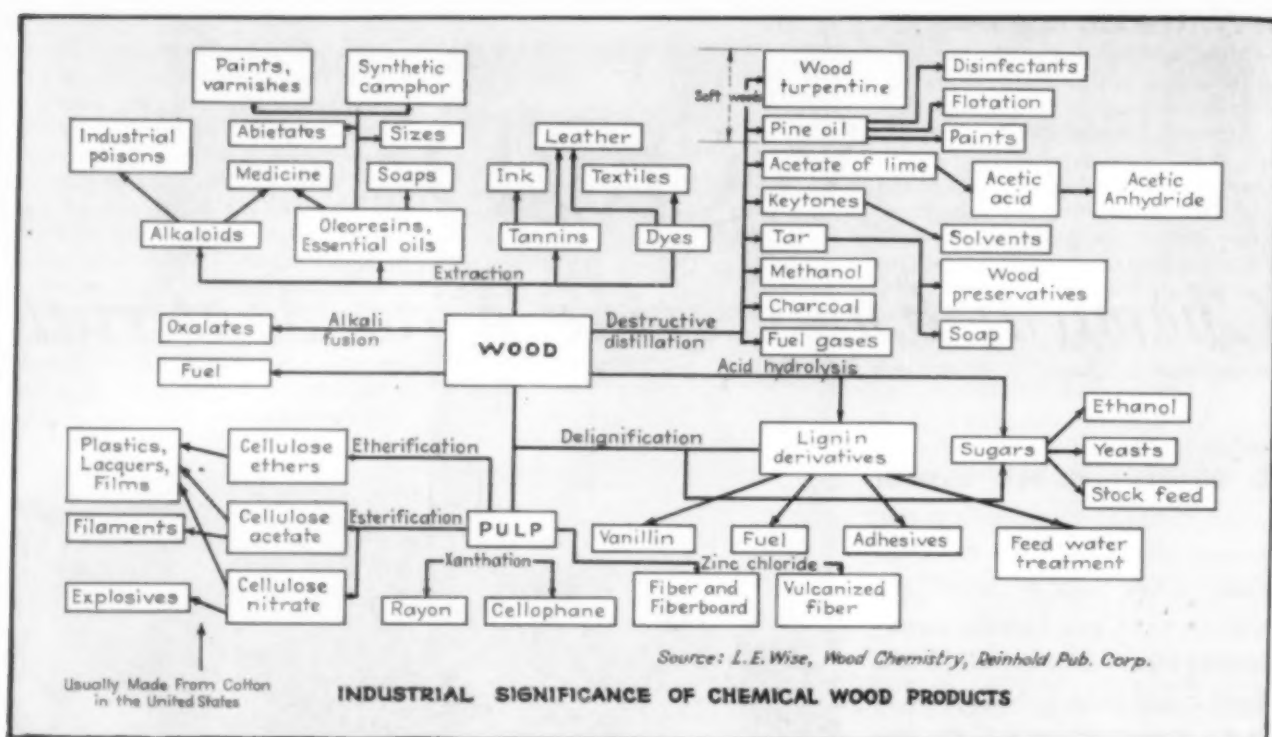 Paints,
varnishes
Synthetic
camphor
Industrial
poisons
Abietates
Sizes
Medicine
Soaps
Alkaloids
Oleoresins,
Essential oils
Leather
Ink
Textiles
Tannins
Dyes
Extraction
Soft woods
Wood
turpentine
Pine oil
Disinfectants
Flotation
Paints
Acetate of lime
Acetic
acid
Acetic
Anhydride
Keytones
Solvents
Tar
Wood
preservatives
Methanol
Charcoal
Soap
Fuel gases
Oxalates
Alkali
fusion
WOOD
Destructive
distillation
Fuel
Acid hydrolysis
Plastics,
Lacquers,
Films
Cellulose
ethers
Etherification
Delignification
Lignin
derivatives
Sugars
Ethanol
Yeasts
Stock feed
Filaments
Cellulose
acetate
Esterification
PULP
Vanillin
Fuel
Adhesives
Feed water
treatment
Explosives
Cellulose
nitrate
Xanthation
Rayon
Cellophane
Zinc chloride
Fiber and
Fiberboard
Vulcanized
fiber
Usually Made From Cotton
in the United States
Source: L.E. Wise, Wood Chemistry, Reinhold Pub. Corp.
INDUSTRIAL SIGNIFICANCE OF CHEMICAL WOOD PRODUCTS